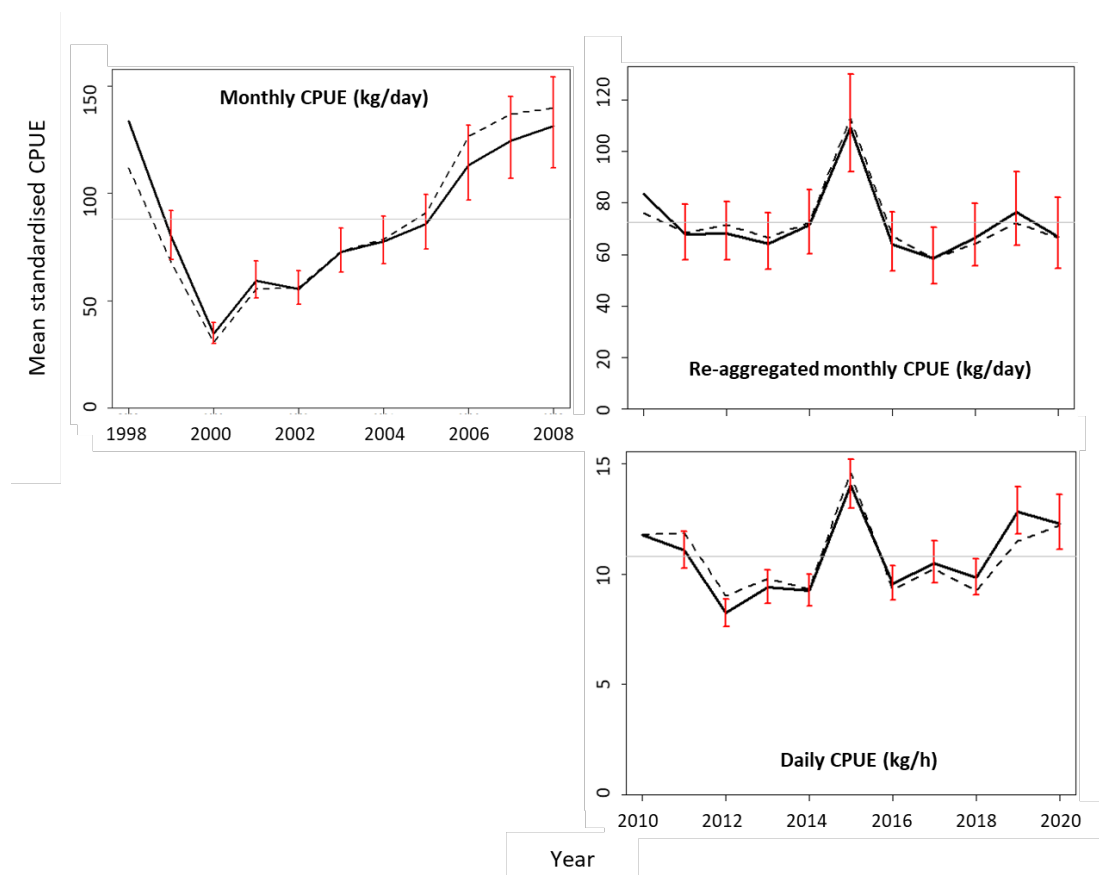 Mean standardised CPUE
Monthly CPUE (kg/day)
150
100
50
0
1998 2000 2002 2004 2006 2008
120
100
80
60
40
20
0
Re-aggregated monthly CPUE (kg/day)
15
10
5
0
Daily CPUE (kg/h)
2010 2012 2014 2016 2018 2020
Year